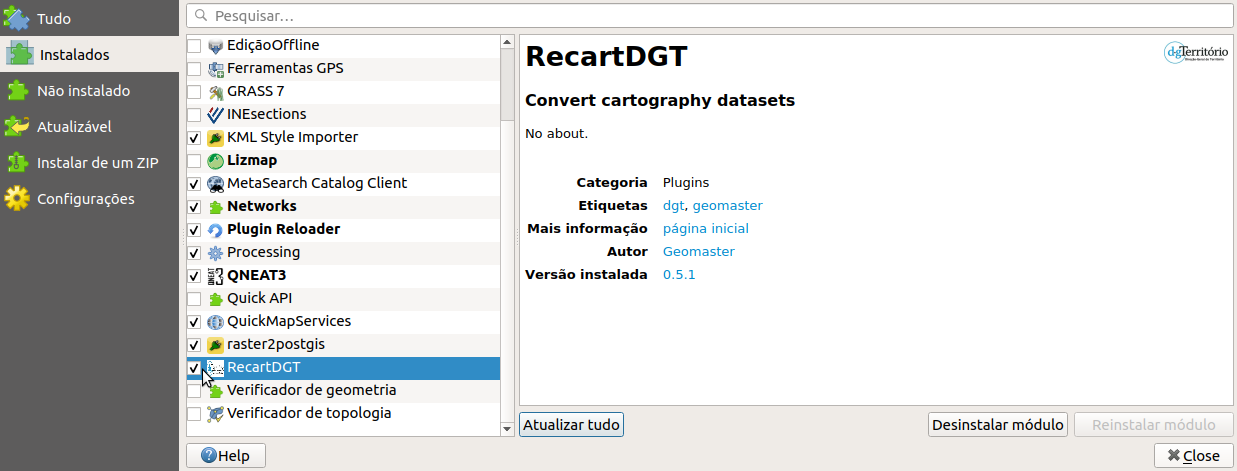 Tudo
Instalados
Não instalado
Atualizável
Instalar de um ZIP
Configurações
Pesquisar…
EdiçãoOffline
Ferramentas GPS
GRASS 7
INEsections
KML Style Importer
Lizmap
MetaSearch Catalog Client
Networks
Plugin Reloader
Processing
QNEAT3
Quick API
QuickMapServices
raster2postgis
RecartDGT
Verificador de geometria
Verificador de topologia
RecartDGT
dgTerritório
Convert cartography datasets
No about.
Categoria Plugins
Etiquetas dgt, geomaster
Mais informação página inicial
Autor Geomaster
Versão instalada 0.5.1
Atualizar tudo
Desinstalar módulo
Reinstalar módulo
Help
Close